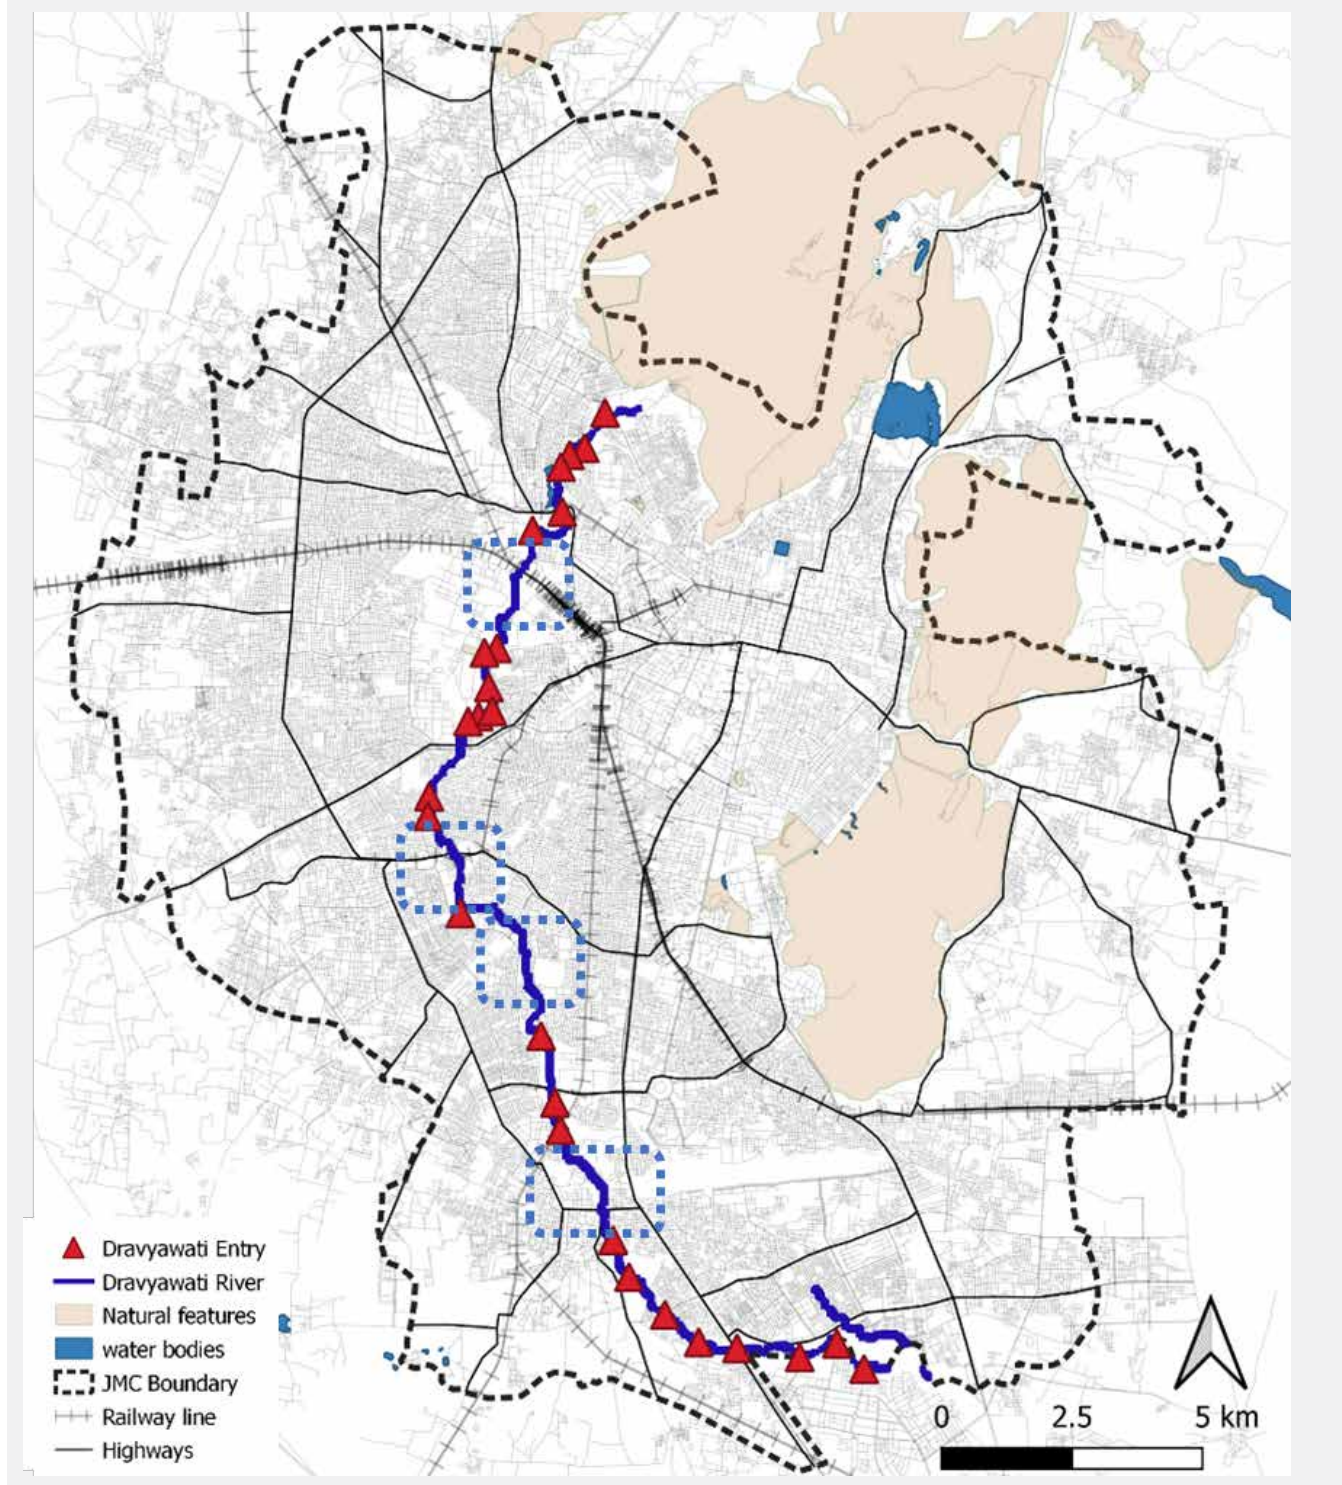 Dravyawati Entry
Dravyawati River
Natural features
water bodies
JMC Boundary
Railway line
Highways
0 2.5 5 km